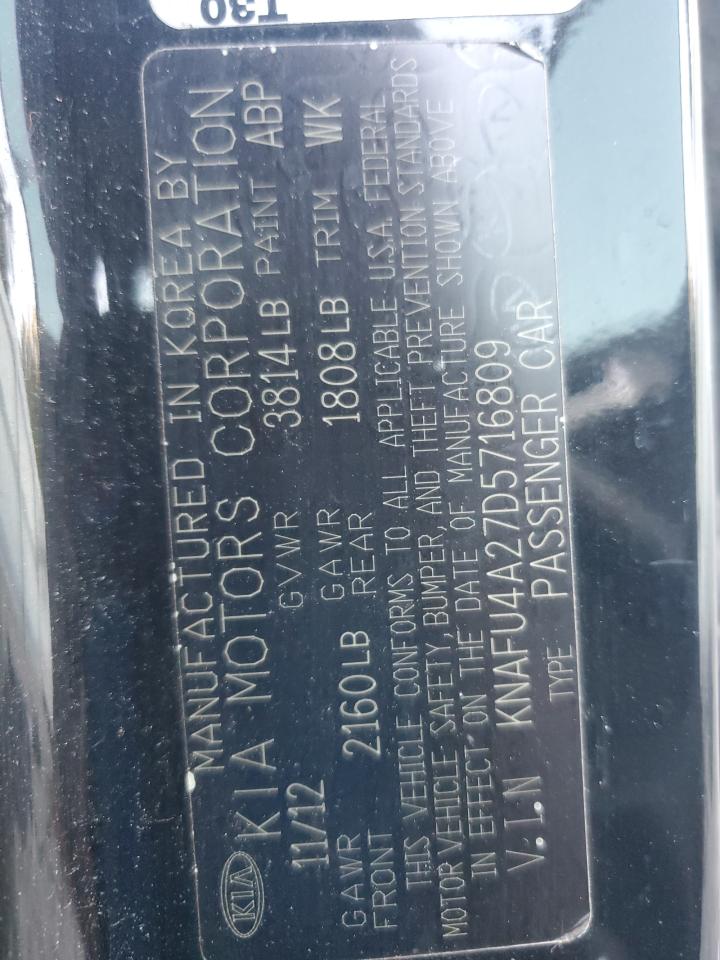 MANUFACTURED IN KOREA BY
KIA KIA MOTORS CORPORATION
11/12 GVWR 3814LB PAINT ABP
GAWR FRONT 2160LB GAWR REAR 1808LB TRIM WK
THIS VEHICLE CONFORMS TO ALL APPLICABLE U.S.A. FEDERAL
MOTOR VEHICLE SAFETY, BUMPER, AND THEFT PREVENTION STANDARDS
IN EFFECT ON THE DATE OF MANUFACTURE SHOWN ABOVE
V.I.N KNAFU4A27D5716809
TYPE PASSENGER CAR
T30